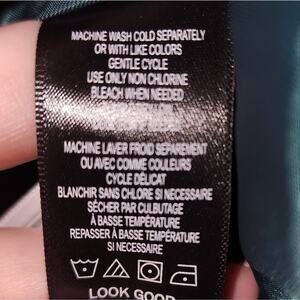 MACHINE WASH COLD SEPARATELY
OR WITH LIKE COLORS
GENTLE CYCLE
USE ONLY NON CHLORINE
BLEACH WHEN NEEDED
MACHINE LAVER FROID SEPAREMENT
OU AVEC COMME COULEURS
CYCLE DÉLICAT
BLANCHIR SANS CHLORE SI NECESSAIRE
SÉCHER PAR CULBUTAGE
À BASSE TEMPÉRATURE
REPASSER À BASSE TEMPÉRATURE
SI NECESSAIRE
LOOK GOOD